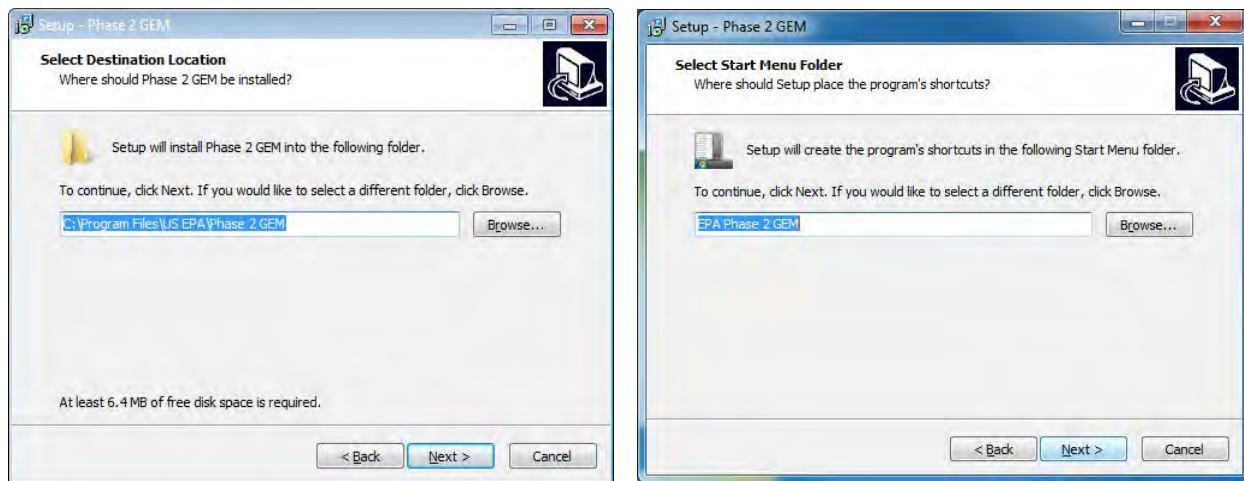 Setup - Phase 2 GEM
Select Destination Location
Where should Phase 2 GEM be installed?
Setup will install Phase 2 GEM into the following folder.
To continue, click Next. If you would like to select a different folder, click Browse.
C:\Program Files\US EPA\Phase 2 GEM
Browse...
At least 6.4 MB of free disk space is required.
< Back
Next >
Cancel
Setup - Phase 2 GEM
Select Start Menu Folder
Where should Setup place the program's shortcuts?
Setup will create the program's shortcuts in the following Start Menu folder.
To continue, click Next. If you would like to select a different folder, click Browse.
EPA Phase 2 GEM
Browse...
< Back
Next >
Cancel